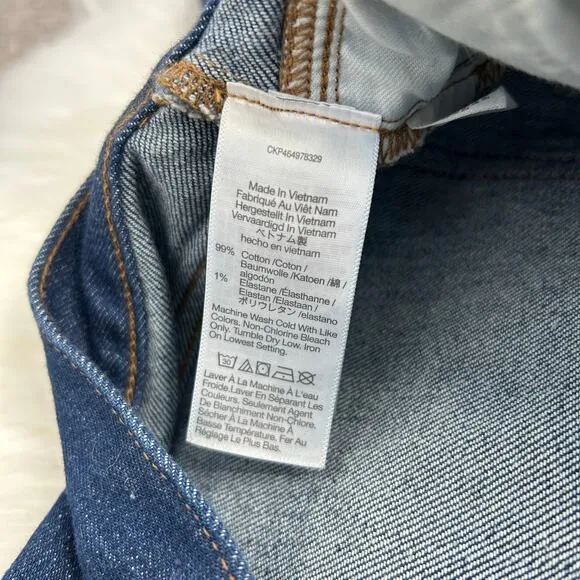 CKP464978329
Made In Vietnam
Fabriqué Au Viêt Nam
Hergestellt In Vietnam
Vervaardigd In Vietnam
ベトナム製
hecho en vietnam
99% Cotton /Coton /
Baumwolle /Katoen /綿 /
algodón
1% Elastane /Élasthanne /
Elastan /Elastaan /
ポリウレタン /elastano
Machine Wash Cold With Like
Colors. Non-Chlorine Bleach
Only. Tumble Dry Low. Iron
On Lowest Setting.
30
Laver À La Machine À L'eau
Froide.Laver En Séparant Les
Couleurs. Seulement Agent
De Blanchiment Non-Chlore.
Sécher À La Machine À
Basse Température. Fer Au
Réglage Le Plus Bas.